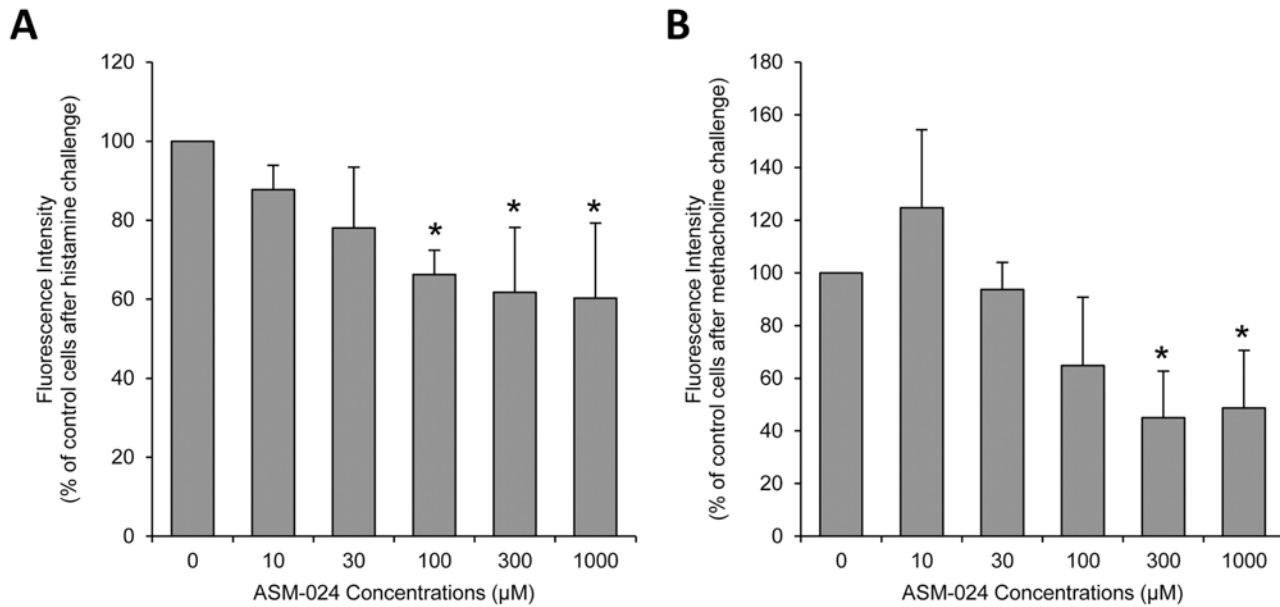 A
120
100
80
60
40
20
0
Fluorescence Intensity
(% of control cells after histamine challenge)
*
*
*
0 10 30 100 300 1000
ASM-024 Concentrations (µM)
B
180
160
140
120
100
80
60
40
20
0
Fluorescence Intensity
(% of control cells after methacholine challenge)
*
*
0 10 30 100 300 1000
ASM-024 Concentrations (µM)